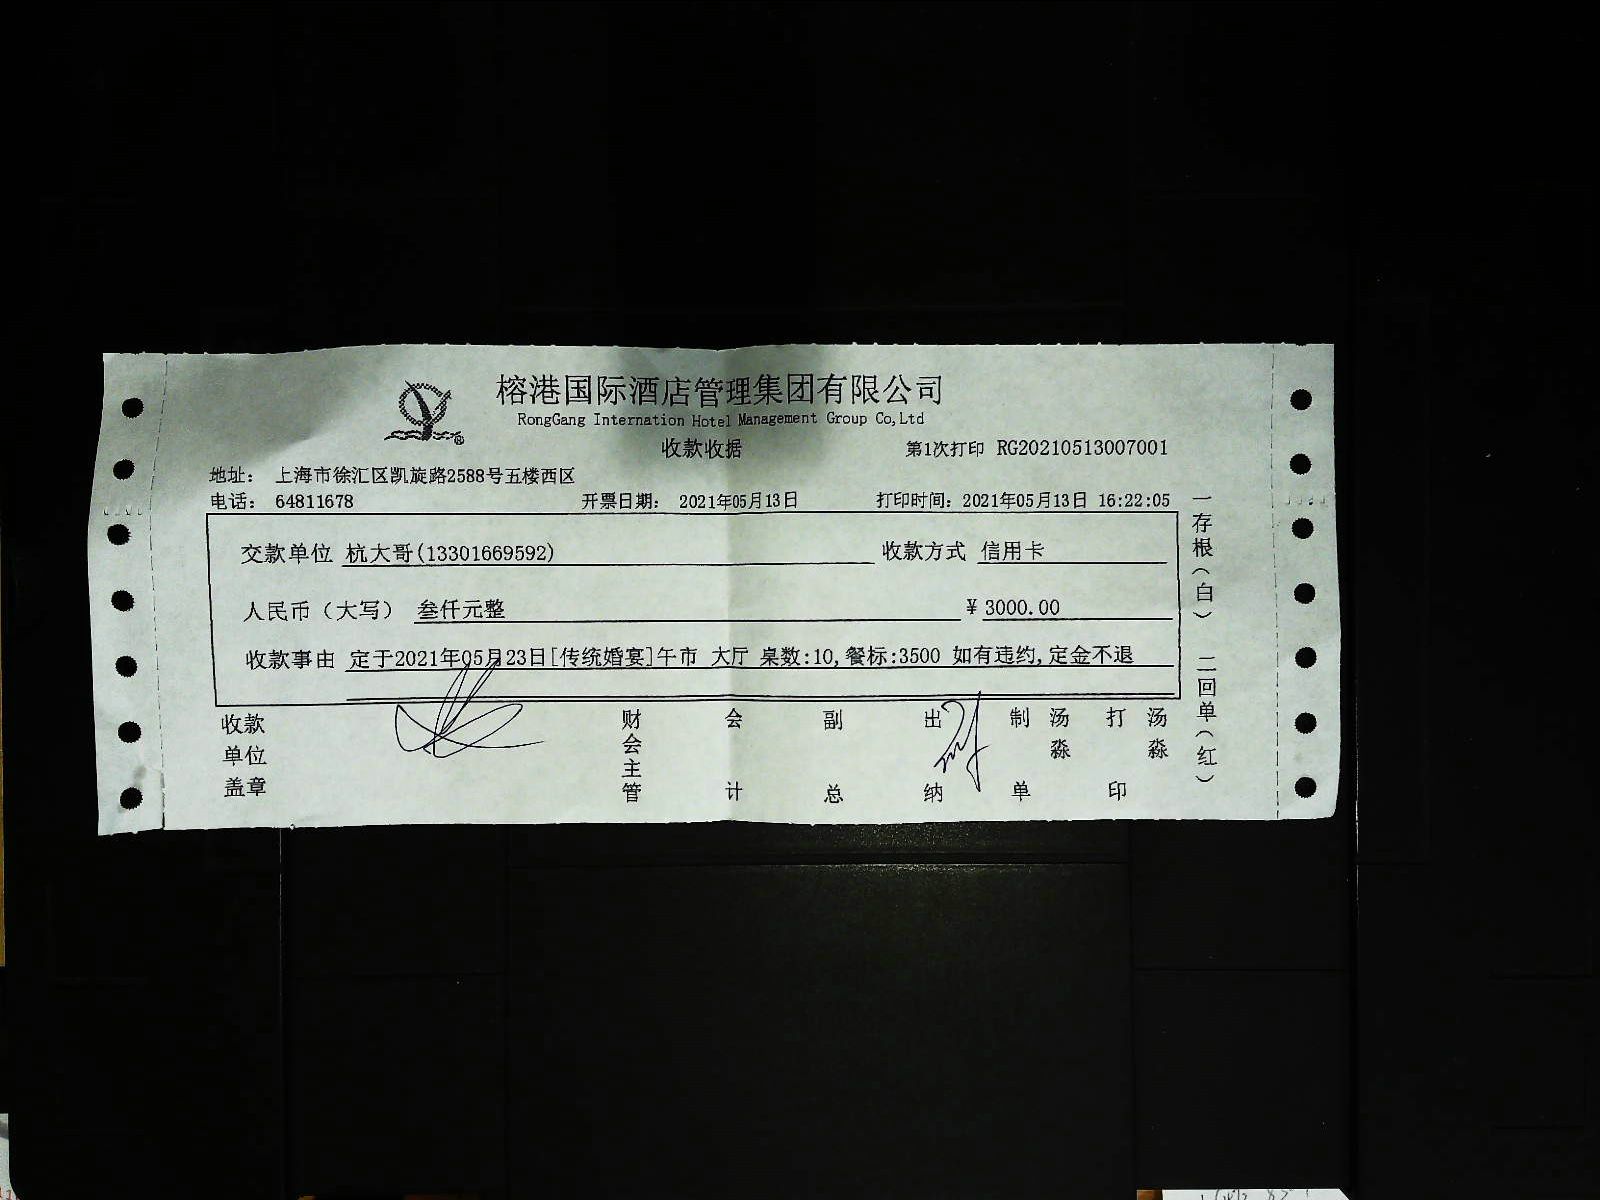 榕港国际酒店管理集团有限公司
RongGang Internation Hotel Management Group Co,Ltd
收款收据 第1次打印 RG20210513007001
地址： 上海市徐汇区凯旋路2588号五楼西区
电话： 64811678 开票日期： 2021年05月13日 打印时间：2021年05月13日 16:22:05
交款单位 杭大哥(13301669592) 收款方式 信用卡
人民币（大写） 叁仟元整 ¥ 3000.00
收款事由 定于2021年05月23日[传统婚宴]午市 大厅 桌数:10,餐标:3500 如有违约,定金不退
收款单位盖章
财会主管
会计
副总
出纳
制单
汤淼
打印
汤淼
一存根（白） 二回单（红）